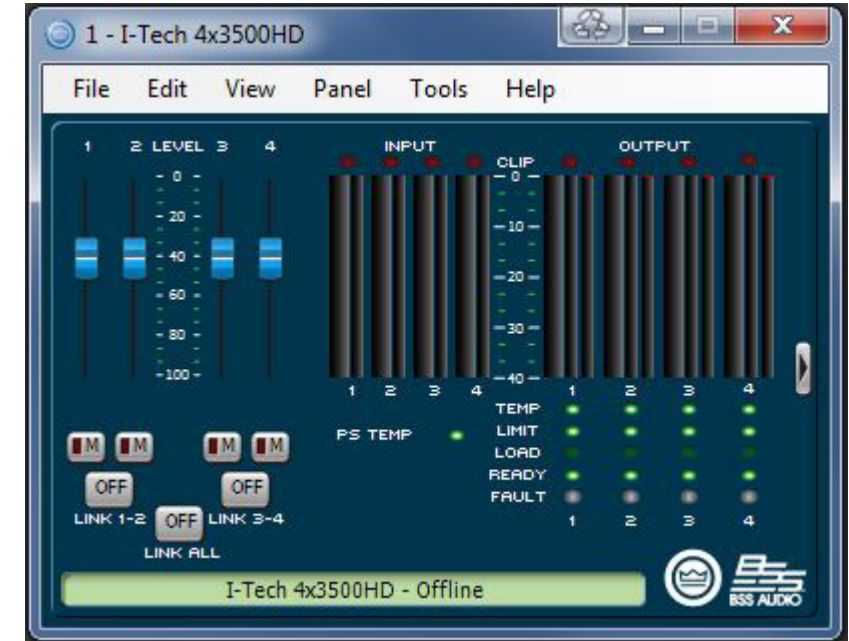 1 - I-Tech 4x3500HD
File Edit View Panel Tools Help
1 2 LEVEL 3 4
INPUT
OUTPUT
CLIP
- 0 -
- 20 -
- 40 -
- 60 -
- 80 -
-100-
-0-
-10-
-20-
-30-
-40-
1 2 3 4
1 2 3 4
TEMP
LIMIT
LOAD
READY
FAULT
1 2 3 4
PS TEMP
M M M M
OFF OFF
LINK 1-2 OFF LINK 3-4
LINK ALL
I-Tech 4x3500HD - Offline
BSS
BSS AUDIO